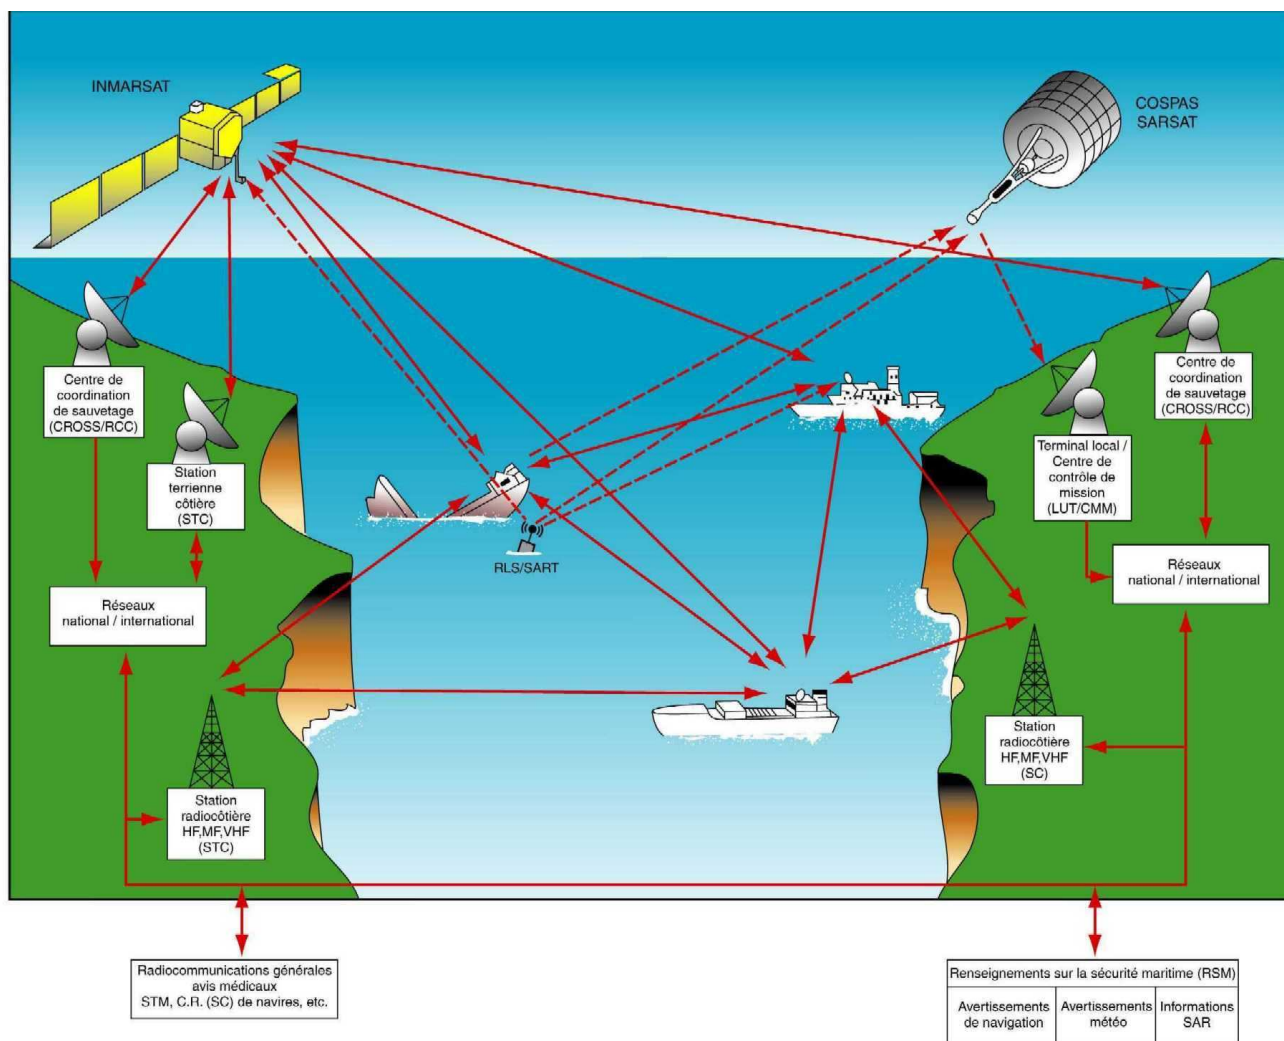 INMARSAT
COSPAS
SARSAT
Centre de
coordination
de sauvetage
(CROSS/RCC)
Station
terrienne
côtière
(STC)
Réseaux
national / international
Station
radiocôtière
HF,MF,VHF
(STC)
RLS/SART
Centre de
coordination
de sauvetage
(CROSS/RCC)
Terminal local /
Centre de
contrôle de
mission
(LUT/CMM)
Réseaux
national / international
Station
radiocôtière
HF,MF,VHF
(SC)
Radiocommunications générales
avis médicaux
STM, C.R. (SC) de navires, etc.
Renseignements sur la sécurité maritime (RSM)
Avertissements
de navigation
Avertissements
météo
Informations
SAR